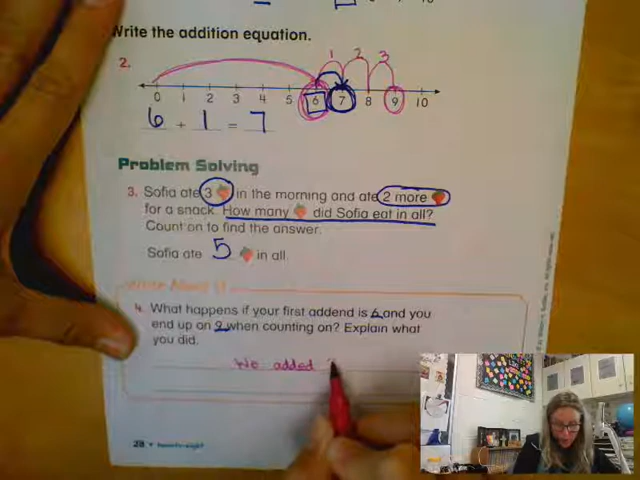 Write the addition equation.
1 2 3
2.
0 1 2 3 4 5 6 7 8 9 10
6 + 1 = 7
Problem Solving
3. Sofia ate 3 in the morning and ate 2 more
for a snack. How many did Sofia eat in all?
Count on to find the answer.
Sofia ate 5 in all.
Write About It
4. What happens if your first addend is 6 and you
end up on 9 when counting on? Explain what
you did.
We added
28